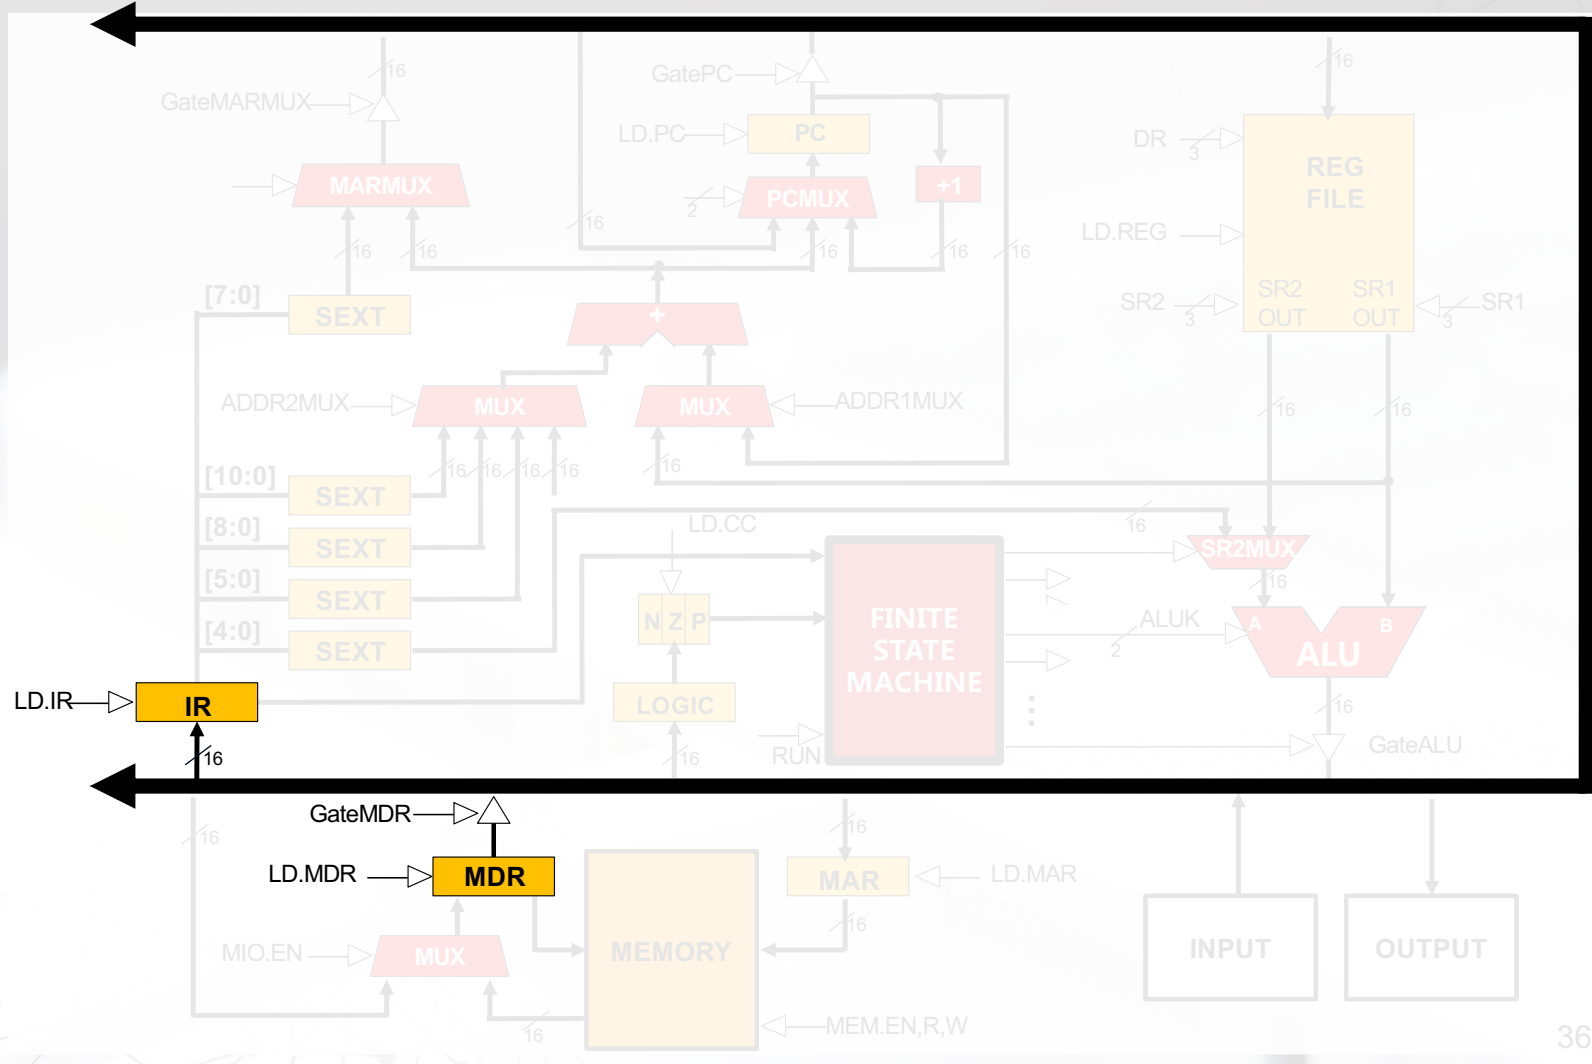 16
GatePC
16
GateMARMUX
LD.PC
PC
DR
3
REG
FILE
MARMUX
2
PCMUX
+1
16
LD.REG
16
16
16
16
16
[7:0]
SEXT
+
SR2
3
SR2
OUT
SR1
OUT
3
SR1
ADDR2MUX
MUX
MUX
ADDR1MUX
16
16
[10:0]
SEXT
16
16
16
16
16
[8:0]
SEXT
LD.CC
16
SR2MUX
[5:0]
SEXT
16
N Z P
FINITE
STATE
MACHINE
ALUK
2
A
B
ALU
[4:0]
SEXT
LD.IR
IR
LOGIC
16
16
16
RUN
GateALU
GateMDR
16
16
LD.MDR
MDR
MAR
LD.MAR
16
MIO.EN
MUX
MEMORY
INPUT
OUTPUT
16
MEM.EN,R,W
36